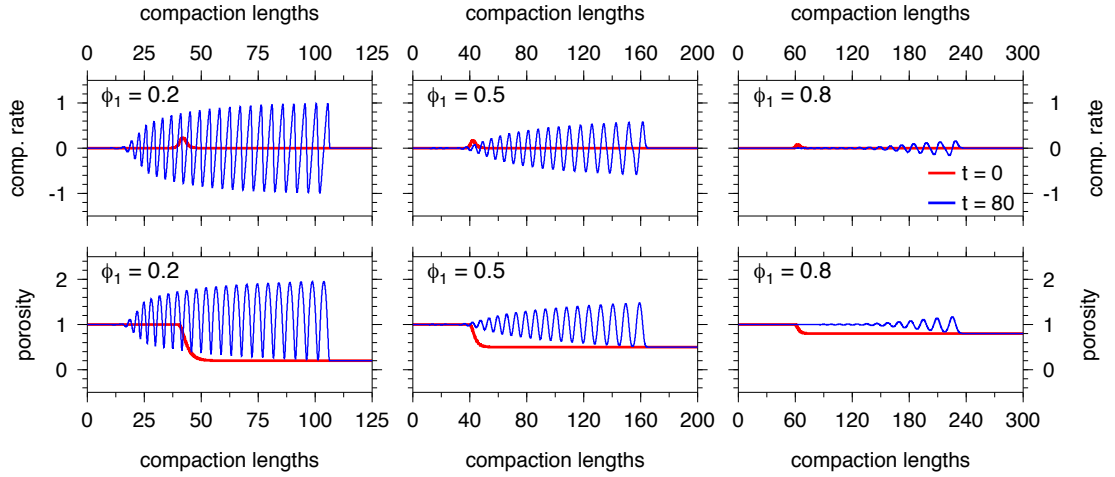 compaction lengths compaction lengths compaction lengths
0 25 50 75 100 125 0 40 80 120 160 200 0 60 120 180 240 300
comp. rate
1
0
-1
ϕ₁ = 0.2
ϕ₁ = 0.5
ϕ₁ = 0.8
t = 0
t = 80
1
0
-1
comp. rate
porosity
2
1
0
ϕ₁ = 0.2
ϕ₁ = 0.5
ϕ₁ = 0.8
2
1
0
porosity
0 25 50 75 100 125 0 40 80 120 160 200 0 60 120 180 240 300
compaction lengths compaction lengths compaction lengths